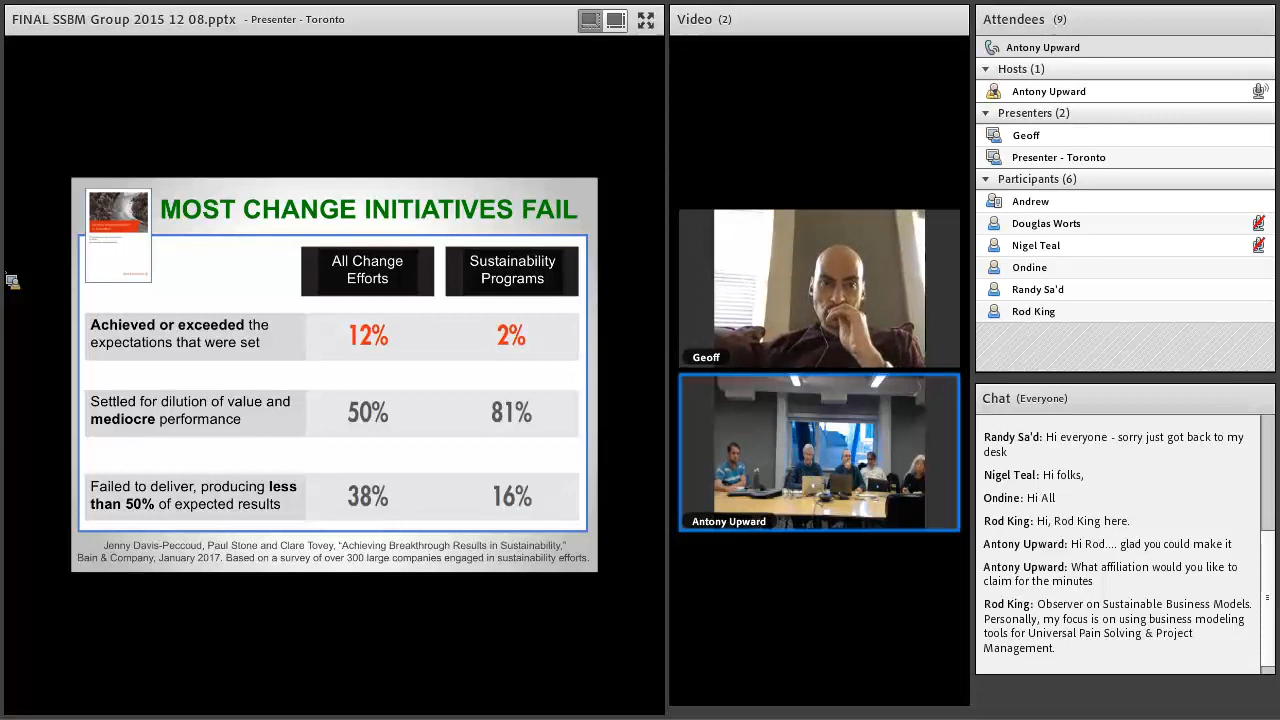 FINAL SSBM Group 2015 12 08.pptx - Presenter - Toronto
MOST CHANGE INITIATIVES FAIL
All Change
Efforts
Sustainability
Programs
Achieved or exceeded the
expectations that were set
12%
2%
Settled for dilution of value and
mediocre performance
50%
81%
Failed to deliver, producing less
than 50% of expected results
38%
16%
Jenny Davis-Peccoud, Paul Stone and Clare Tovey, “Achieving Breakthrough Results in Sustainability,”
Bain & Company, January 2017. Based on a survey of over 300 large companies engaged in sustainability efforts.
Video (2)
Geoff
Antony Upward
Attendees (9)
Antony Upward
Hosts (1)
Antony Upward
Presenters (2)
Geoff
Presenter - Toronto
Participants (6)
Andrew
Douglas Worts
Nigel Teal
Ondine
Randy Sa'd
Rod King
Chat (Everyone)
Randy Sa'd: Hi everyone - sorry just got back to my
desk
Nigel Teal: Hi folks,
Ondine: Hi All
Rod King: Hi, Rod King here.
Antony Upward: Hi Rod.... glad you could make it
Antony Upward: What affiliation would you like to
claim for the minutes
Rod King: Observer on Sustainable Business Models.
Personally, my focus is on using business modeling
tools for Universal Pain Solving & Project
Management.